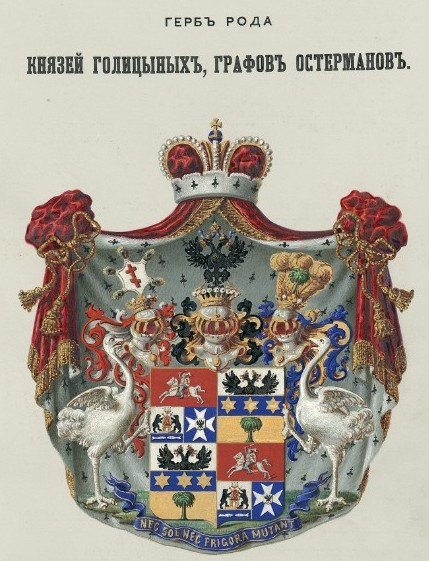 ГЕРБЪ РОДА
КНЯЗЕЙ ГОЛИЦЫНЫХЪ, ГРАФОВЪ ОСТЕРМАНОВЪ.
NEC SOL NEC FRIGORA MUTANT